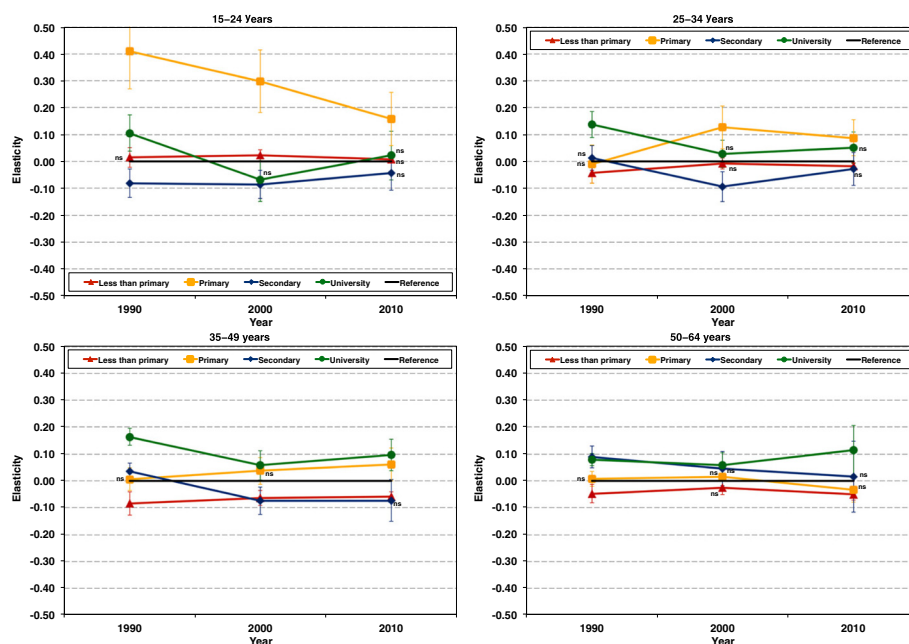 15–24 Years
0.50
0.40
0.30
0.20
0.10
0.00
-0.10
-0.20
-0.30
-0.40
-0.50
Elasticity
ns
ns
ns
ns
ns
Less than primary Primary Secondary University Reference
1990 2000 2010
Year
25–34 Years
0.50
0.40
0.30
0.20
0.10
0.00
-0.10
-0.20
-0.30
-0.40
-0.50
Elasticity
Less than primary Primary Secondary University Reference
ns
ns
ns
ns
ns
ns
1990 2000 2010
Year
35–49 years
0.50
0.40
0.30
0.20
0.10
0.00
-0.10
-0.20
-0.30
-0.40
-0.50
Elasticity
Less than primary Primary Secondary University Reference
ns
ns
ns
1990 2000 2010
Year
50–64 years
0.50
0.40
0.30
0.20
0.10
0.00
-0.10
-0.20
-0.30
-0.40
-0.50
Elasticity
Less than primary Primary Secondary University Reference
ns
ns
ns
ns
ns
ns
1990 2000 2010
Year